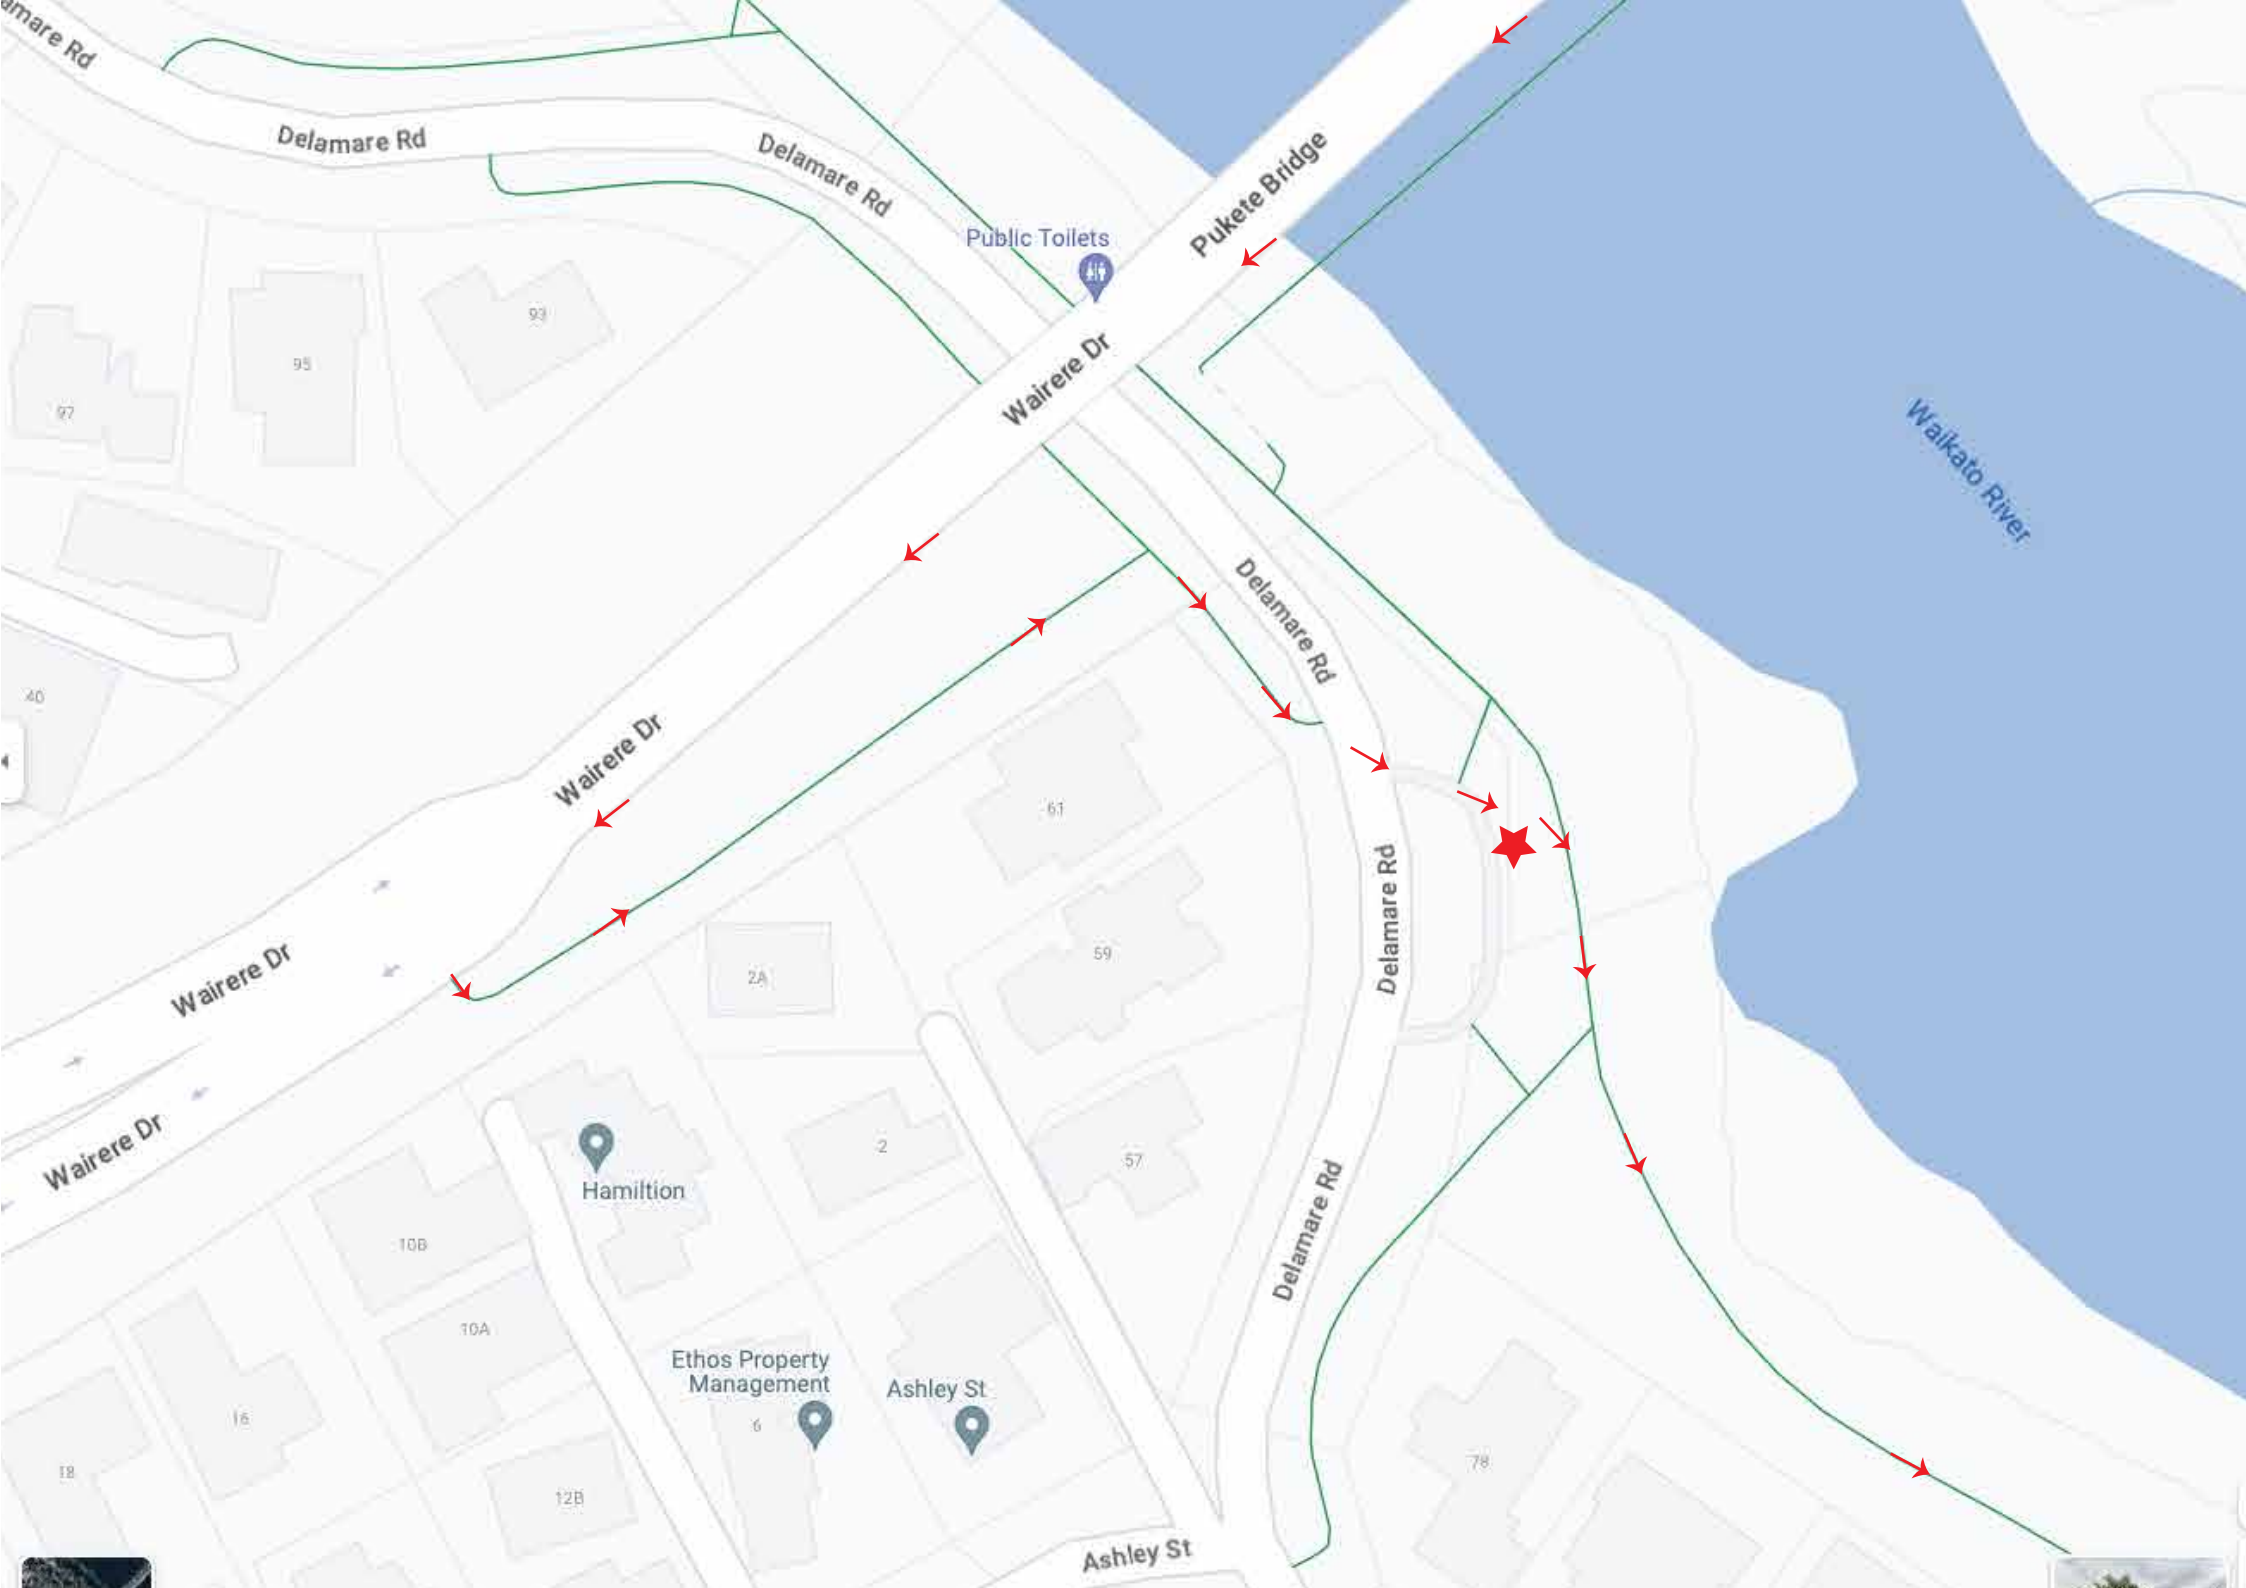 amare Rd
Delamare Rd
Delamare Rd
Pukete Bridge
Public Toilets
93
95
97
Wairere Dr
Waikato River
Delamare Rd
40
Wairere Dr
61
Delamare Rd
59
2A
Wairere Dr
Wairere Dr
2
57
Hamiltion
Delamare Rd
10B
10A
Ethos Property
Management
Ashley St
6
16
18
78
12B
Ashley St